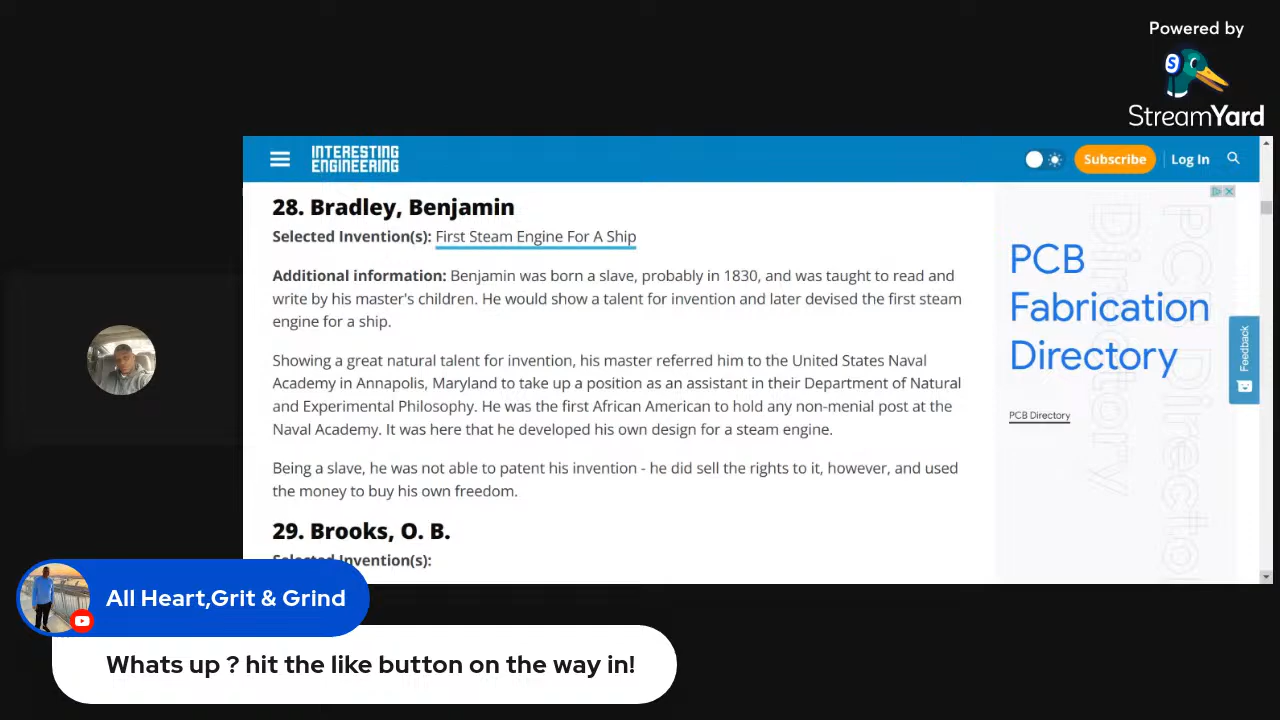 Powered by
S
StreamYard
INTERESTING
ENGINEERING
Subscribe
Log In
28. Bradley, Benjamin
Selected Invention(s): First Steam Engine For A Ship
Additional information: Benjamin was born a slave, probably in 1830, and was taught to read and
write by his master's children. He would show a talent for invention and later devised the first steam
engine for a ship.
Showing a great natural talent for invention, his master referred him to the United States Naval
Academy in Annapolis, Maryland to take up a position as an assistant in their Department of Natural
and Experimental Philosophy. He was the first African American to hold any non-menial post at the
Naval Academy. It was here that he developed his own design for a steam engine.
Being a slave, he was not able to patent his invention - he did sell the rights to it, however, and used
the money to buy his own freedom.
29. Brooks, O. B.
Selected Invention(s):
PCB
Fabrication
Directory
PCB Directory
PCB Directory
PCB Directo
Feedback
All Heart,Grit & Grind
Whats up ? hit the like button on the way in!